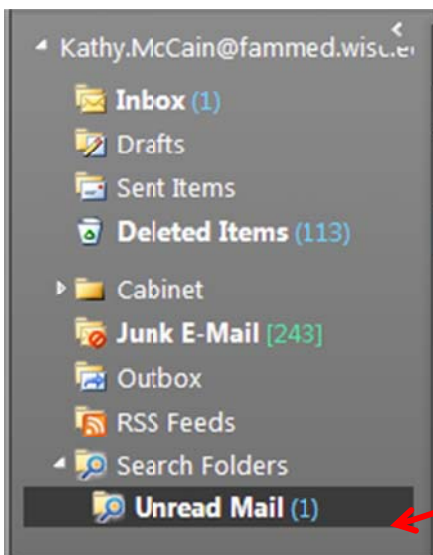 Kathy.McCain@fammed.wisc.e
Inbox (1)
Drafts
Sent Items
Deleted Items (113)
Cabinet
Junk E-Mail [243]
Outbox
RSS Feeds
Search Folders
Unread Mail (1)